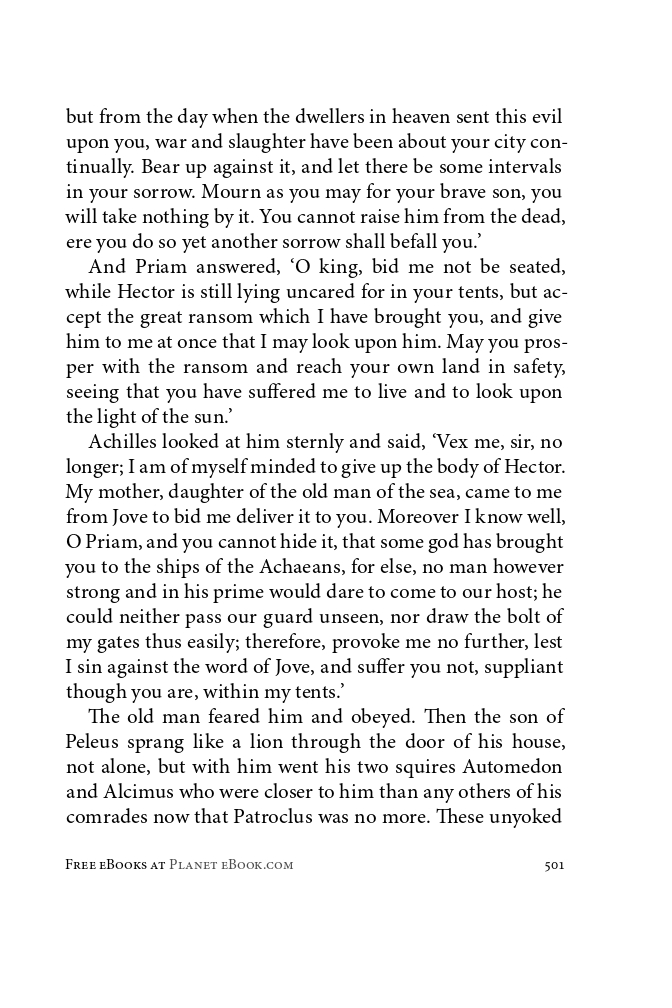 but from the day when the dwellers in heaven sent this evil
upon you, war and slaughter have been about your city con-
tinually. Bear up against it, and let there be some intervals
in your sorrow. Mourn as you may for your brave son, you
will take nothing by it. You cannot raise him from the dead,
ere you do so yet another sorrow shall befall you.’
And Priam answered, ‘O king, bid me not be seated,
while Hector is still lying uncared for in your tents, but ac-
cept the great ransom which I have brought you, and give
him to me at once that I may look upon him. May you pros-
per with the ransom and reach your own land in safety,
seeing that you have suffered me to live and to look upon
the light of the sun.’
Achilles looked at him sternly and said, ‘Vex me, sir, no
longer; I am of myself minded to give up the body of Hector.
My mother, daughter of the old man of the sea, came to me
from Jove to bid me deliver it to you. Moreover I know well,
O Priam, and you cannot hide it, that some god has brought
you to the ships of the Achaeans, for else, no man however
strong and in his prime would dare to come to our host; he
could neither pass our guard unseen, nor draw the bolt of
my gates thus easily; therefore, provoke me no further, lest
I sin against the word of Jove, and suffer you not, suppliant
though you are, within my tents.’
The old man feared him and obeyed. Then the son of
Peleus sprang like a lion through the door of his house,
not alone, but with him went his two squires Automedon
and Alcimus who were closer to him than any others of his
comrades now that Patroclus was no more. These unyoked
Free eBooks at Planet eBook.com
501